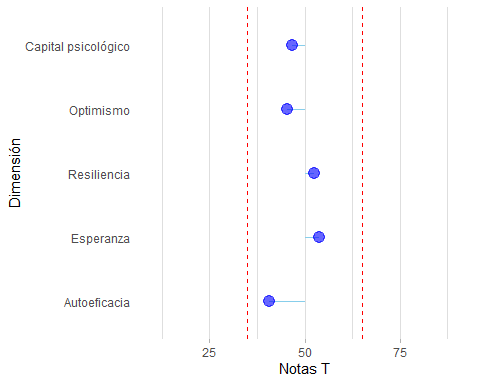 Capital psicológico
Optimismo
Resiliencia
Esperanza
Autoeficacia
Dimensión
25 50 75
Notas T